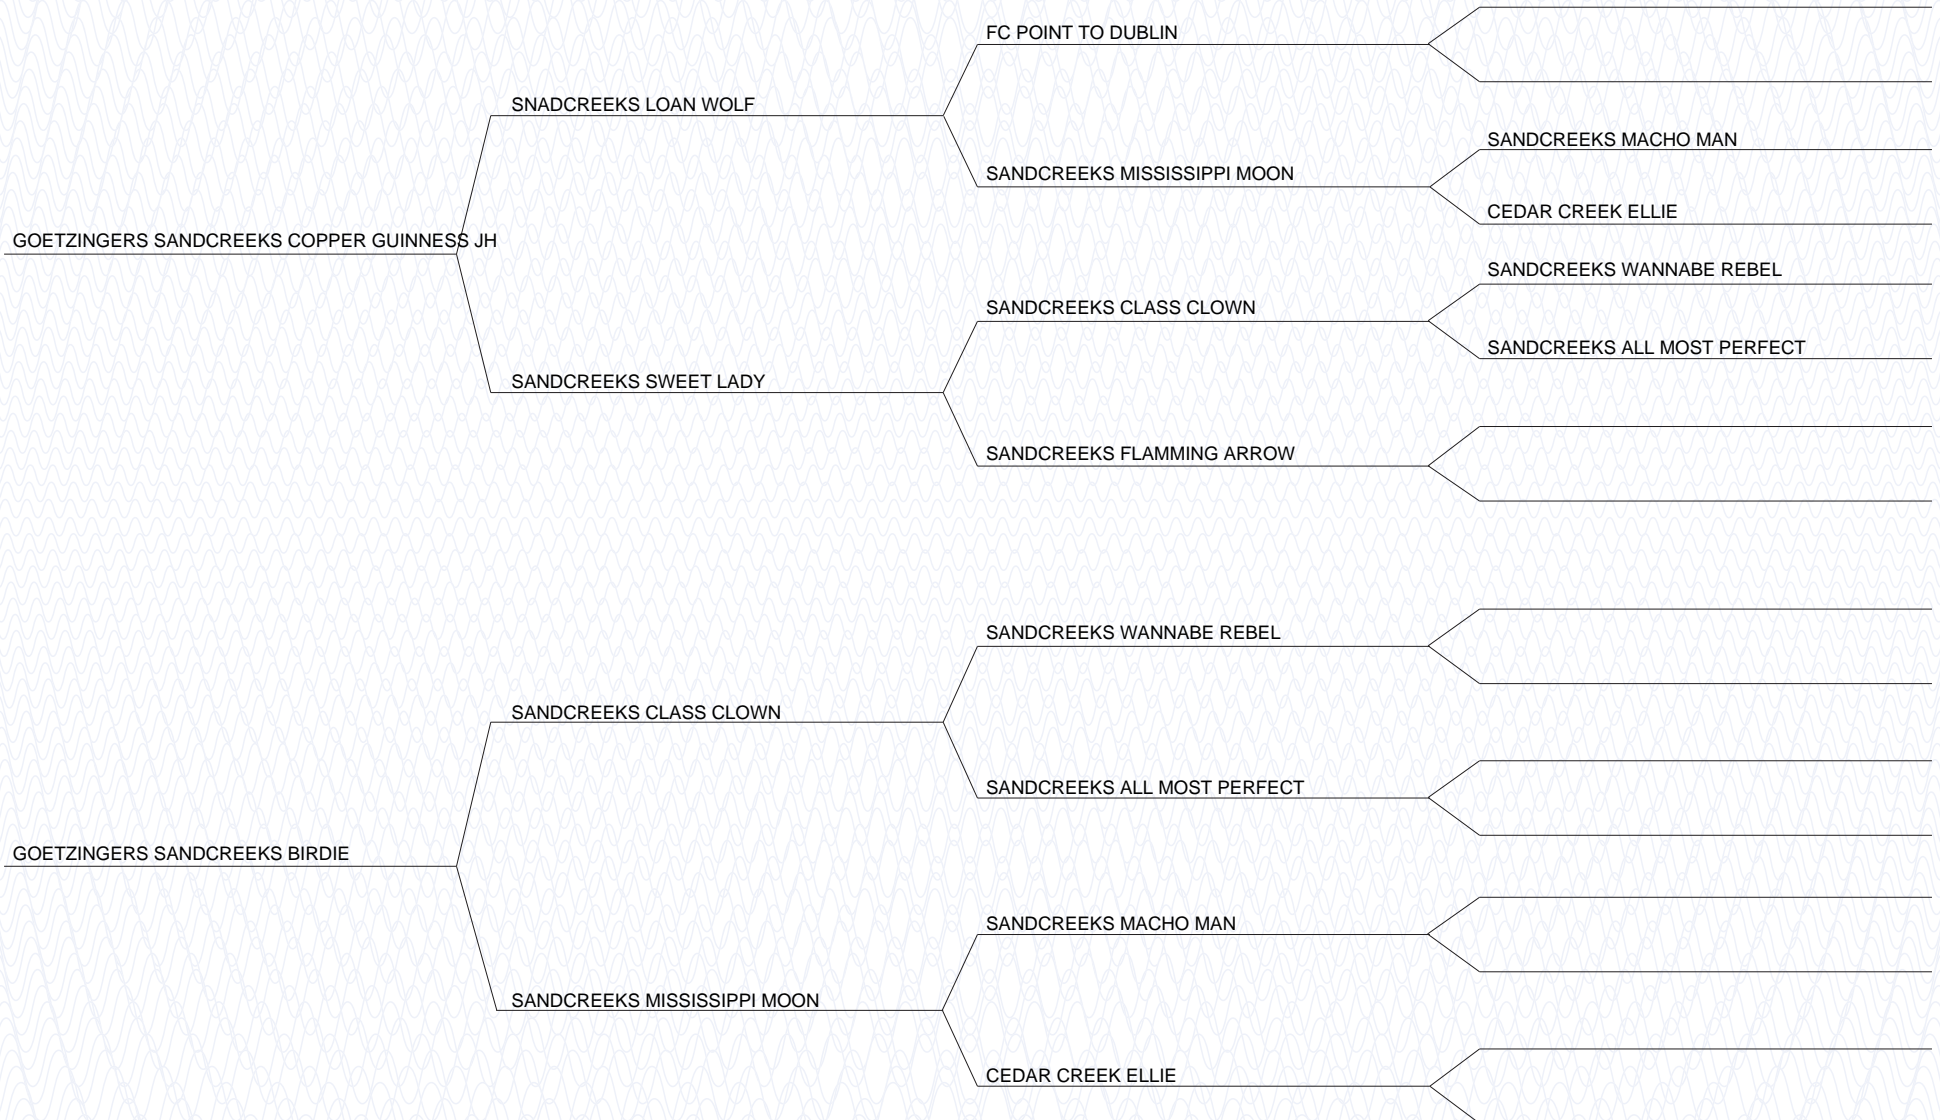 FC POINT TO DUBLIN
SNADCREEKS LOAN WOLF
SANDCREEKS MACHO MAN
SANDCREEKS MISSISSIPPI MOON
CEDAR CREEK ELLIE
GOETZINGERS SANDCREEKS COPPER GUINNESS JH
SANDCREEKS WANNABE REBEL
SANDCREEKS CLASS CLOWN
SANDCREEKS ALL MOST PERFECT
SANDCREEKS SWEET LADY
SANDCREEKS FLAMMING ARROW
SANDCREEKS WANNABE REBEL
SANDCREEKS CLASS CLOWN
SANDCREEKS ALL MOST PERFECT
GOETZINGERS SANDCREEKS BIRDIE
SANDCREEKS MACHO MAN
SANDCREEKS MISSISSIPPI MOON
CEDAR CREEK ELLIE